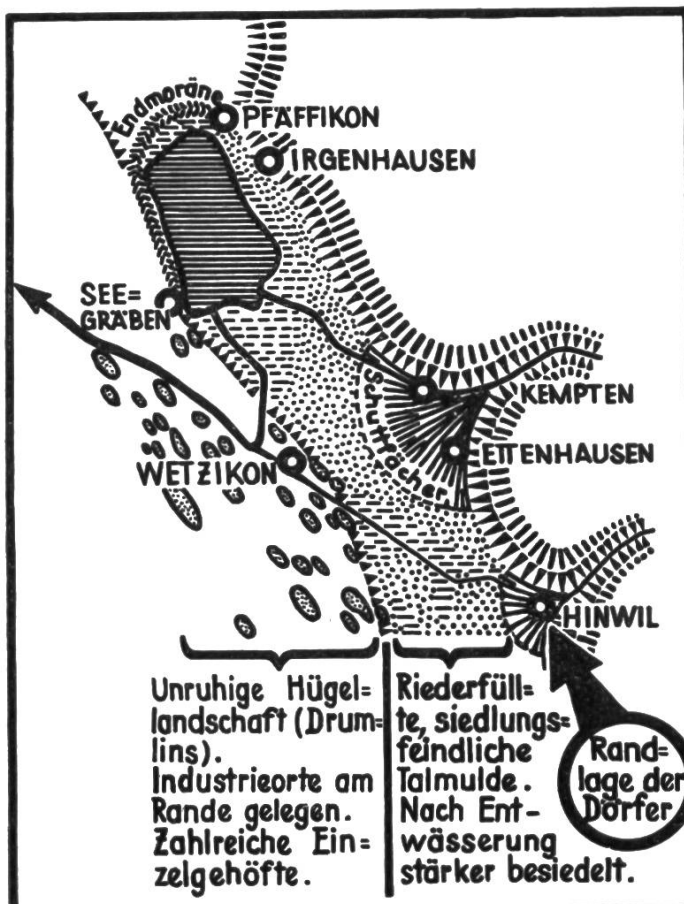 Endmoräne
PFÄFFIKON
IRGENHAUSEN
SEE=
GRÄBEN
KEMPTEN
Schuttfächer
ETTENHAUSEN
WETZIKON
HINWIL
Unruhige Hügel=
landschaft (Drum=
lins).
Industrieorte am
Rande gelegen.
Zahlreiche Ein=
zelgehöfte.
Riederfüll=
te, siedlungs=
feindliche
Talmulde.
Nach Ent-
wässerung
stärker besiedelt.
Rand=
lage der
Dörfer